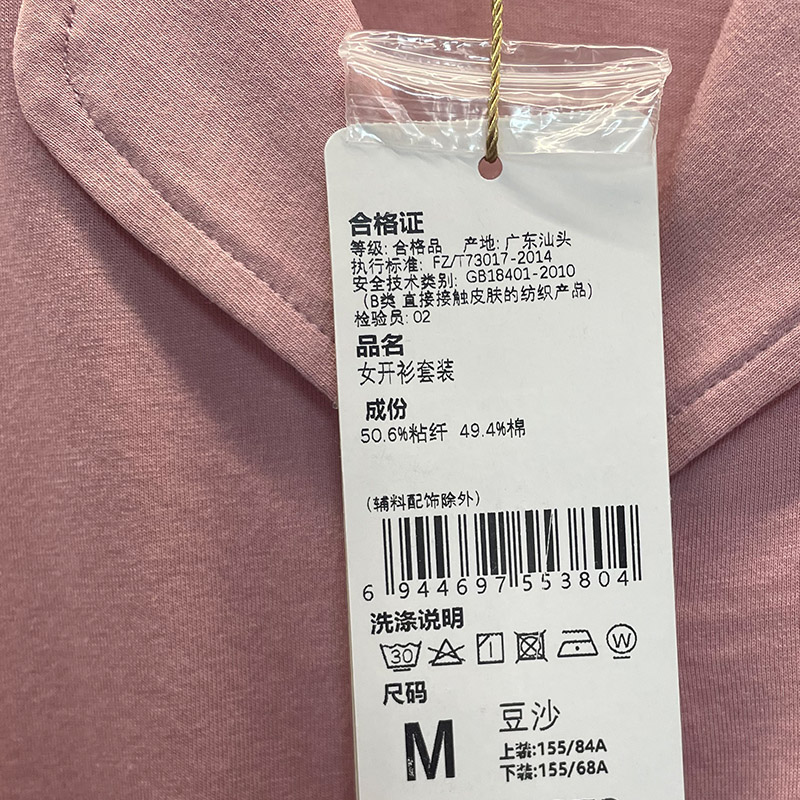 合格证
等级: 合格品 产地: 广东汕头
执行标准: FZ/T73017-2014
安全技术类别: GB18401-2010
(B类 直接接触皮肤的纺织产品)
检验员: 02
品名
女开衫套装
成份
50.6%粘纤 49.4%棉
(辅料配饰除外)
6 944697 553804
洗涤说明
30 W
尺码
M
豆沙
上装:155/84A
下装:155/68A